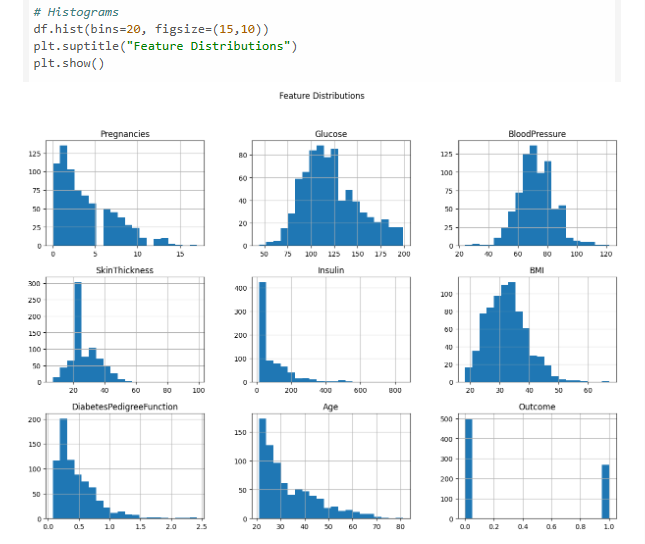 # Histograms
df.hist(bins=20, figsize=(15,10))
plt.suptitle("Feature Distributions")
plt.show()
Feature Distributions
Pregnancies
125
100
75
50
25
0
0 5 10 15
Glucose
80
60
40
20
0
50 75 100 125 150 175 200
BloodPressure
125
100
75
50
25
0
20 40 60 80 100 120
SkinThickness
300
250
200
150
100
50
0
20 40 60 80 100
Insulin
400
300
200
100
0
0 200 400 600 800
BMI
100
80
60
40
20
0
20 30 40 50 60
DiabetesPedigreeFunction
200
150
100
50
0
0.0 0.5 1.0 1.5 2.0 2.5
Age
150
100
50
0
20 30 40 50 60 70 80
Outcome
500
400
300
200
100
0
0.0 0.2 0.4 0.6 0.8 1.0